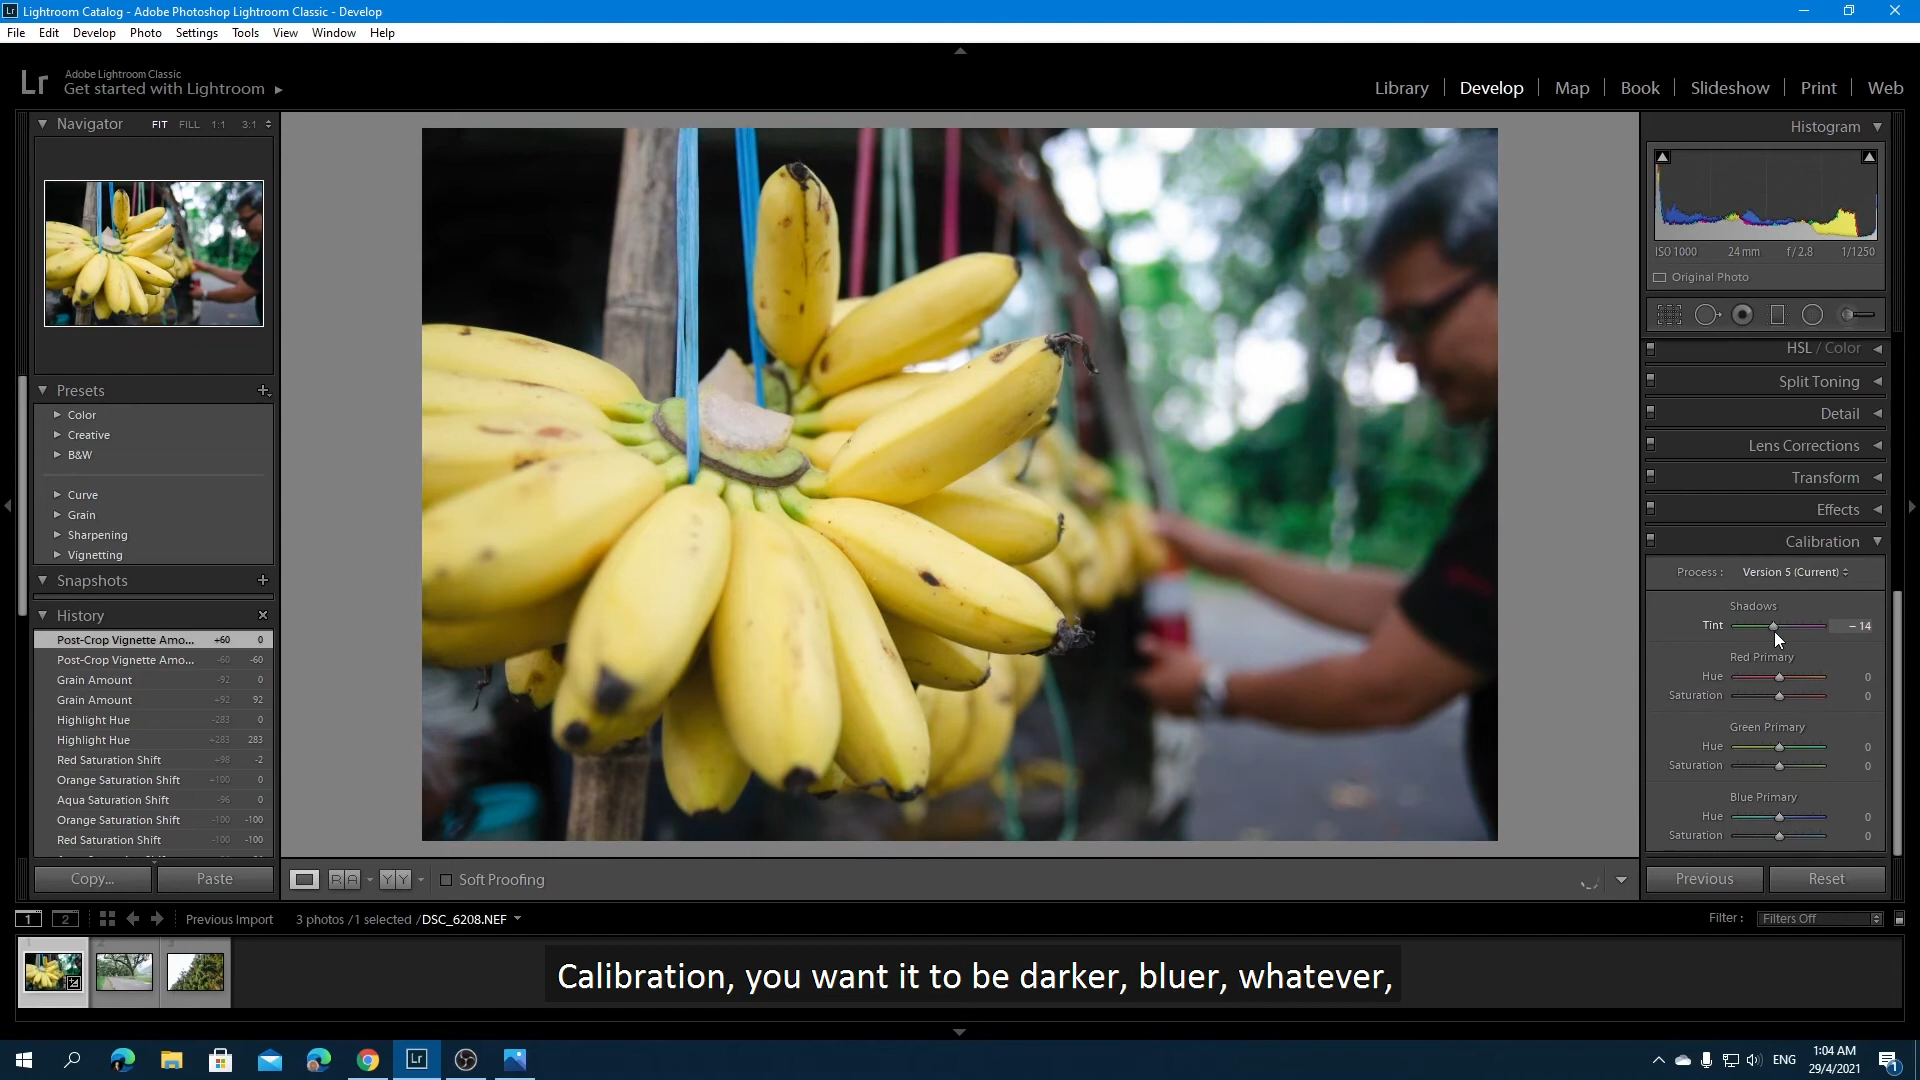 Lightroom Catalog - Adobe Photoshop Lightroom Classic - Develop
File Edit Develop Photo Settings Tools View Window Help
Lr Adobe Lightroom Classic
Get started with Lightroom
Library Develop Map Book Slideshow Print Web
Navigator FIT FILL 1:1 3:1
Presets
Color
Creative
B&W
Curve
Grain
Sharpening
Vignetting
Snapshots
History
Post-Crop Vignette Amo... +60 0
Post-Crop Vignette Amo... -60 -60
Grain Amount -92 0
Grain Amount +92 92
Highlight Hue -283 0
Highlight Hue +283 283
Red Saturation Shift +98 -2
Orange Saturation Shift +100 0
Aqua Saturation Shift -96 0
Orange Saturation Shift -100 -100
Red Saturation Shift -100 -100
Copy... Paste
Soft Proofing
Histogram
ISO 1000 24 mm f / 2.8 1/1250
Original Photo
HSL / Color
Split Toning
Detail
Lens Corrections
Transform
Effects
Calibration
Process : Version 5 (Current)
Shadows
Tint – 14
Red Primary
Hue 0
Saturation 0
Green Primary
Hue 0
Saturation 0
Blue Primary
Hue 0
Saturation 0
Previous Reset
1 2 Previous Import 3 photos / 1 selected / DSC_6208.NEF Filter : Filters Off
Calibration, you want it to be darker, bluer, whatever,
ENG 1:04 AM
29/4/2021